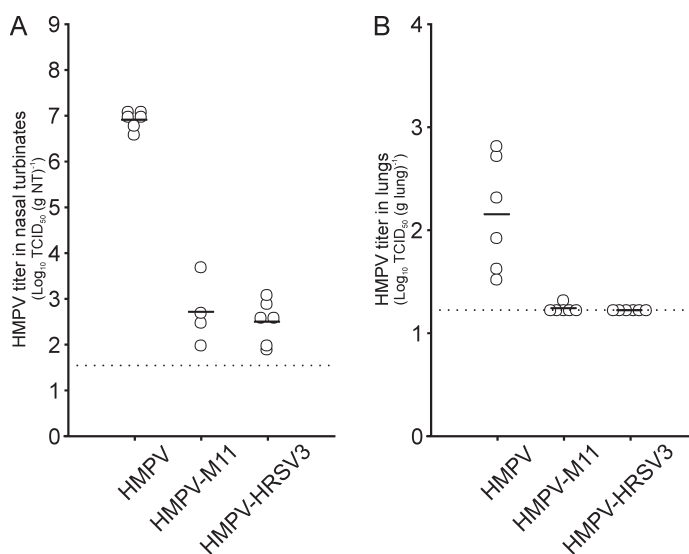 A
9
8
7
6
5
4
3
2
1
0
HMPV titer in nasal turbinates
(Log10 TCID50 (g NT)-1)
HMPV
HMPV-M11
HMPV-HRSV3
B
4
3
2
1
0
HMPV titer in lungs
(Log10 TCID50 (g lung)-1)
HMPV
HMPV-M11
HMPV-HRSV3